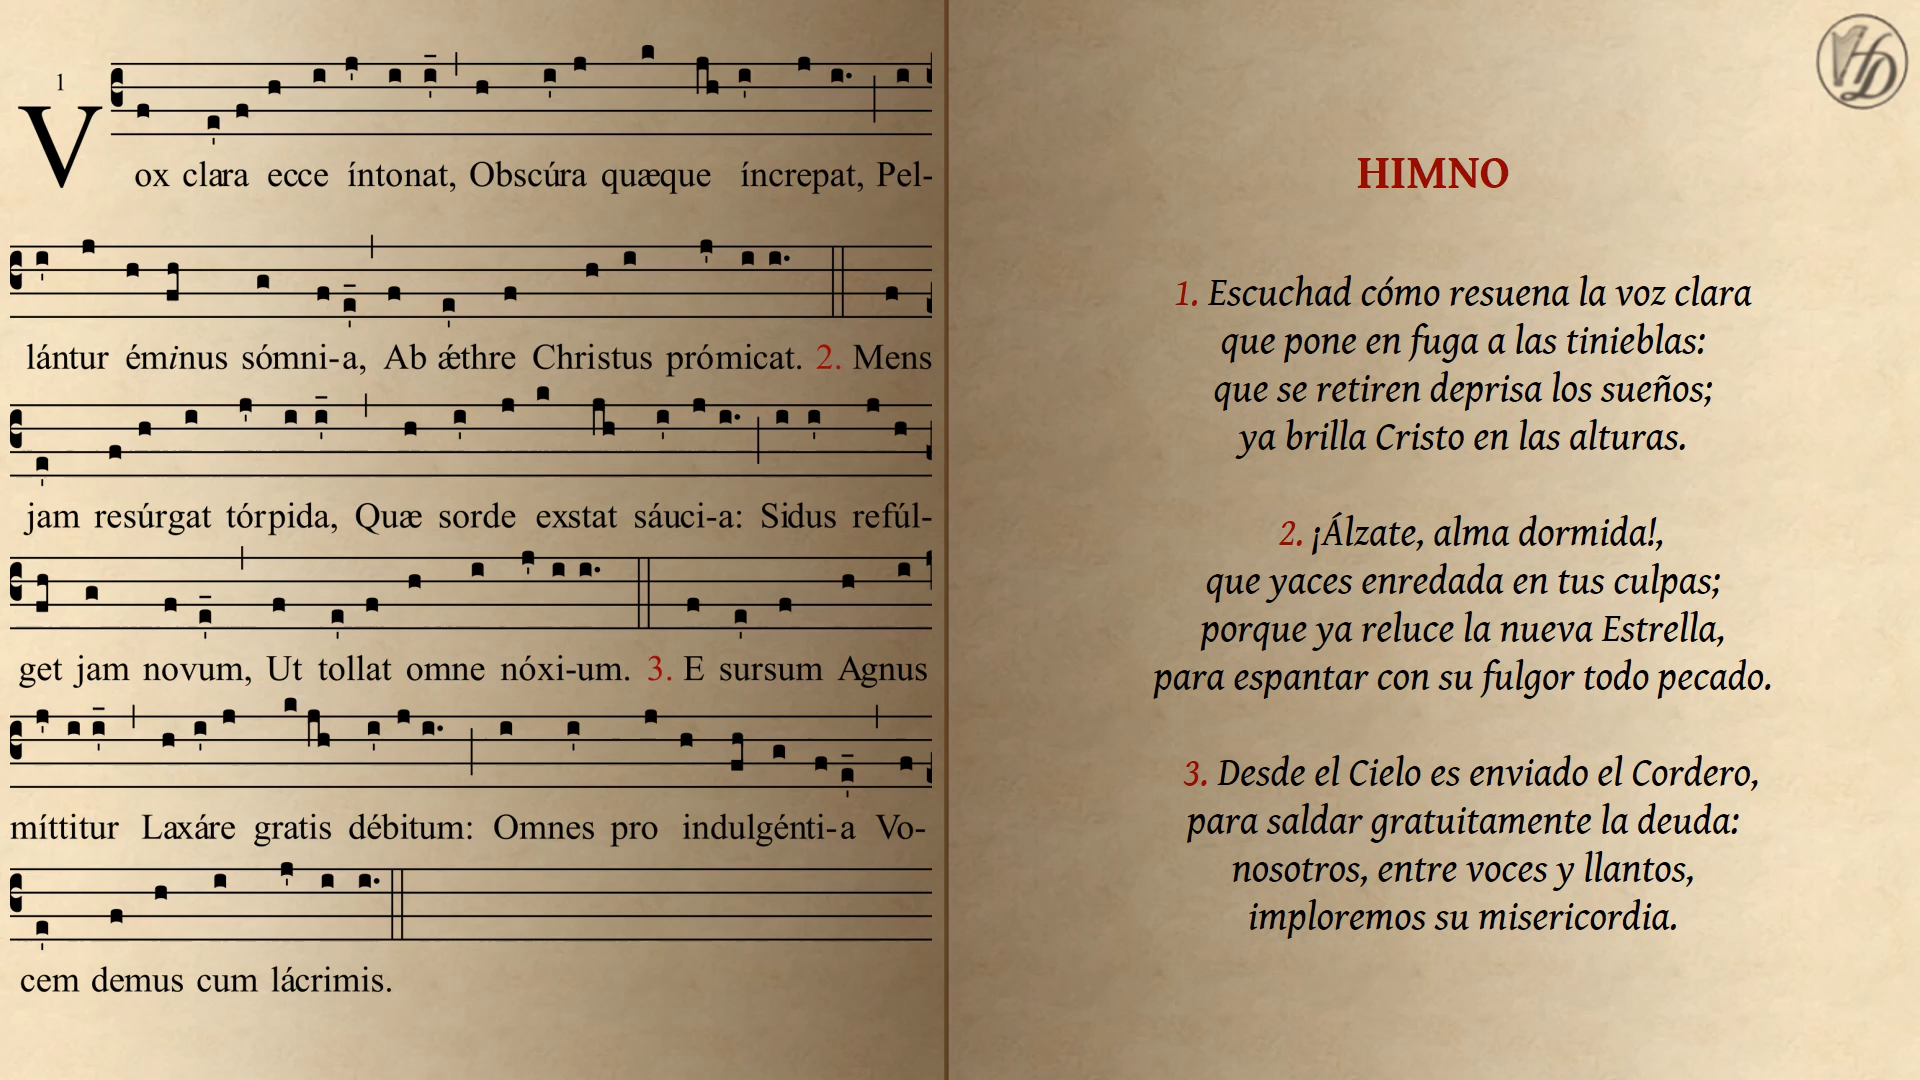 1
Vox clara ecce íntonat, Obscúra quæque íncrepat, Pel-
lántur éminus sómni-a, Ab ǽthre Christus prómicat. 2. Mens
jam resúrgat tórpida, Quæ sorde exstat sáuci-a: Sidus refúl-
get jam novum, Ut tollat omne nóxi-um. 3. E sursum Agnus
míttitur Laxáre gratis débitum: Omnes pro indulgénti-a Vo-
cem demus cum lácrimis.
HD
HIMNO
1. Escuchad cómo resuena la voz clara
que pone en fuga a las tinieblas:
que se retiren deprisa los sueños;
ya brilla Cristo en las alturas.
2. ¡Álzate, alma dormida!,
que yaces enredada en tus culpas;
porque ya reluce la nueva Estrella,
para espantar con su fulgor todo pecado.
3. Desde el Cielo es enviado el Cordero,
para saldar gratuitamente la deuda:
nosotros, entre voces y llantos,
imploremos su misericordia.